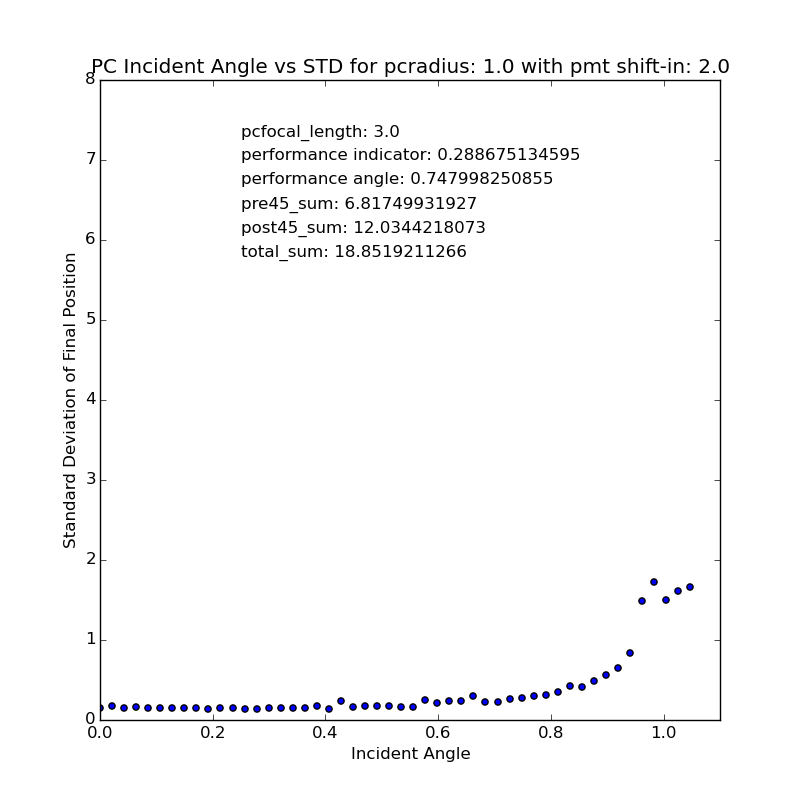 PC Incident Angle vs STD for pcradius: 1.0 with pmt shift-in: 2.0
pcfocal_length: 3.0
performance indicator: 0.288675134595
performance angle: 0.747998250855
pre45_sum: 6.81749931927
post45_sum: 12.0344218073
total_sum: 18.8519211266
Standard Deviation of Final Position
8
7
6
5
4
3
2
1
0
0.0 0.2 0.4 0.6 0.8 1.0
Incident Angle